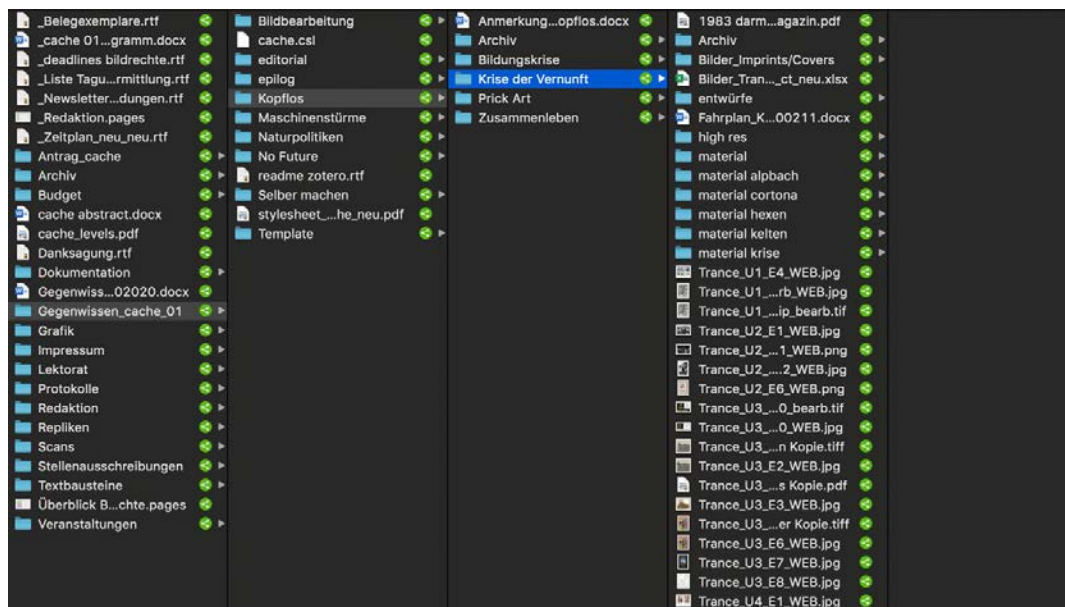 _Belegexemplare.rtf
_cache 01...gramm.docx
_deadlines bildrechte.rtf
_Liste Tagu...rmittlung.rtf
_Newsletter...dungen.rtf
_Redaktion.pages
_Zeitplan_neu_neu.rtf
Antrag_cache
Archiv
Budget
cache abstract.docx
cache_levels.pdf
Danksagung.rtf
Dokumentation
Gegenwiss...02020.docx
Gegenwissen_cache_01
Grafik
Impressum
Lektorat
Protokolle
Redaktion
Repliken
Scans
Stellenausschreibungen
Textbausteine
Überblick B...chte.pages
Veranstaltungen
Bildbearbeitung
cache.csl
editorial
epilog
Kopflos
Maschinenstürme
Naturpolitiken
No Future
readme zotero.rtf
Selber machen
stylesheet_...he_neu.pdf
Template
Anmerkung...opflos.docx
Archiv
Bildungskrise
Krise der Vernunft
Prick Art
Zusammenleben
1983 darm...agazin.pdf
Archiv
Bilder_Imprints/Covers
Bilder_Tran..._ct_neu.xlsx
entwürfe
Fahrplan_K...00211.docx
high res
material
material alpbach
material cortona
material hexen
material kelten
material krise
Trance_U1_E4_WEB.jpg
Trance_U1_...rb_WEB.jpg
Trance_U1_...ip_bearb.tif
Trance_U2_E1_WEB.jpg
Trance_U2_...1_WEB.png
Trance_U2_....2_WEB.jpg
Trance_U2_E6_WEB.png
Trance_U3_...0_bearb.tif
Trance_U3_...0_WEB.jpg
Trance_U3_...n Kopie.tiff
Trance_U3_E2_WEB.jpg
Trance_U3_...s Kopie.pdf
Trance_U3_E3_WEB.jpg
Trance_U3_...er Kopie.tiff
Trance_U3_E6_WEB.jpg
Trance_U3_E7_WEB.jpg
Trance_U3_E8_WEB.jpg
Trance_U4_E1_WEB.jpg